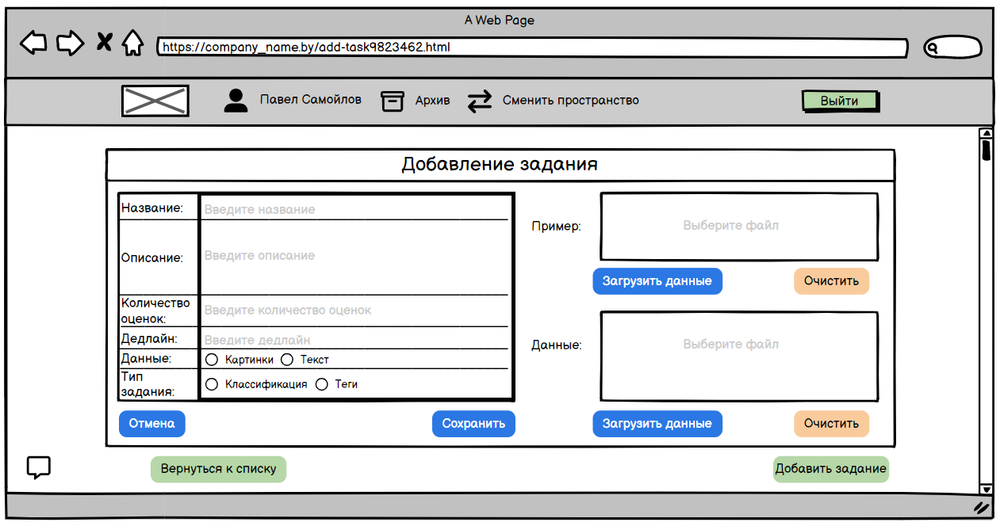 A Web Page
https://company_name.by/add-task9823462.html
Павел Самойлов
Архив
Сменить пространство
Выйти
Добавление задания
Название:
Введите название
Описание:
Введите описание
Количество
оценок:
Введите количество оценок
Дедлайн:
Введите дедлайн
Данные:
Картинки
Текст
Тип
задания:
Классификация
Теги
Отмена
Сохранить
Пример:
Выберите файл
Загрузить данные
Очистить
Данные:
Выберите файл
Загрузить данные
Очистить
Вернуться к списку
Добавить задание